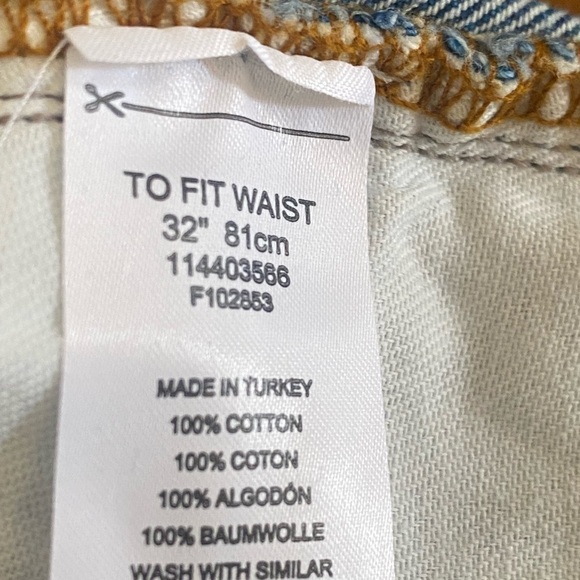 TO FIT WAIST
32" 81cm
114403566
F102853
MADE IN TURKEY
100% COTTON
100% COTON
100% ALGODÓN
100% BAUMWOLLE
WASH WITH SIMILAR